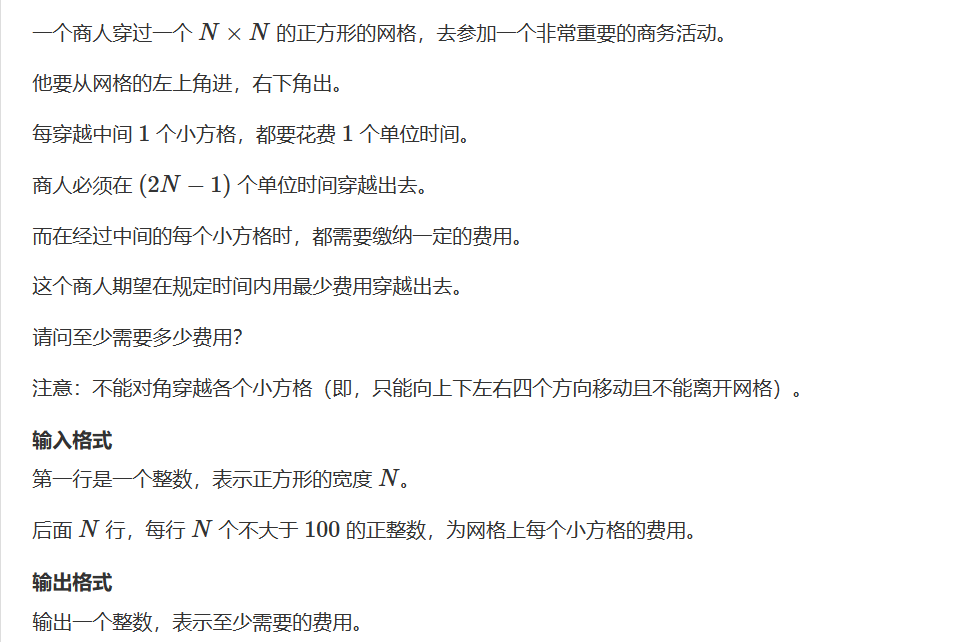 一个商人穿过一个 N × N 的正方形的网格，去参加一个非常重要的商务活动。
他要从网格的左上角进，右下角出。
每穿越中间 1 个小方格，都要花费 1 个单位时间。
商人必须在 (2N − 1) 个单位时间穿越出去。
而在经过中间的每个小方格时，都需要缴纳一定的费用。
这个商人期望在规定时间内用最少费用穿越出去。
请问至少需要多少费用？
注意：不能对角穿越各个小方格（即，只能向上下左右四个方向移动且不能离开网格）。
输入格式
第一行是一个整数，表示正方形的宽度 N。
后面 N 行，每行 N 个不大于 100 的正整数，为网格上每个小方格的费用。
输出格式
输出一个整数，表示至少需要的费用。